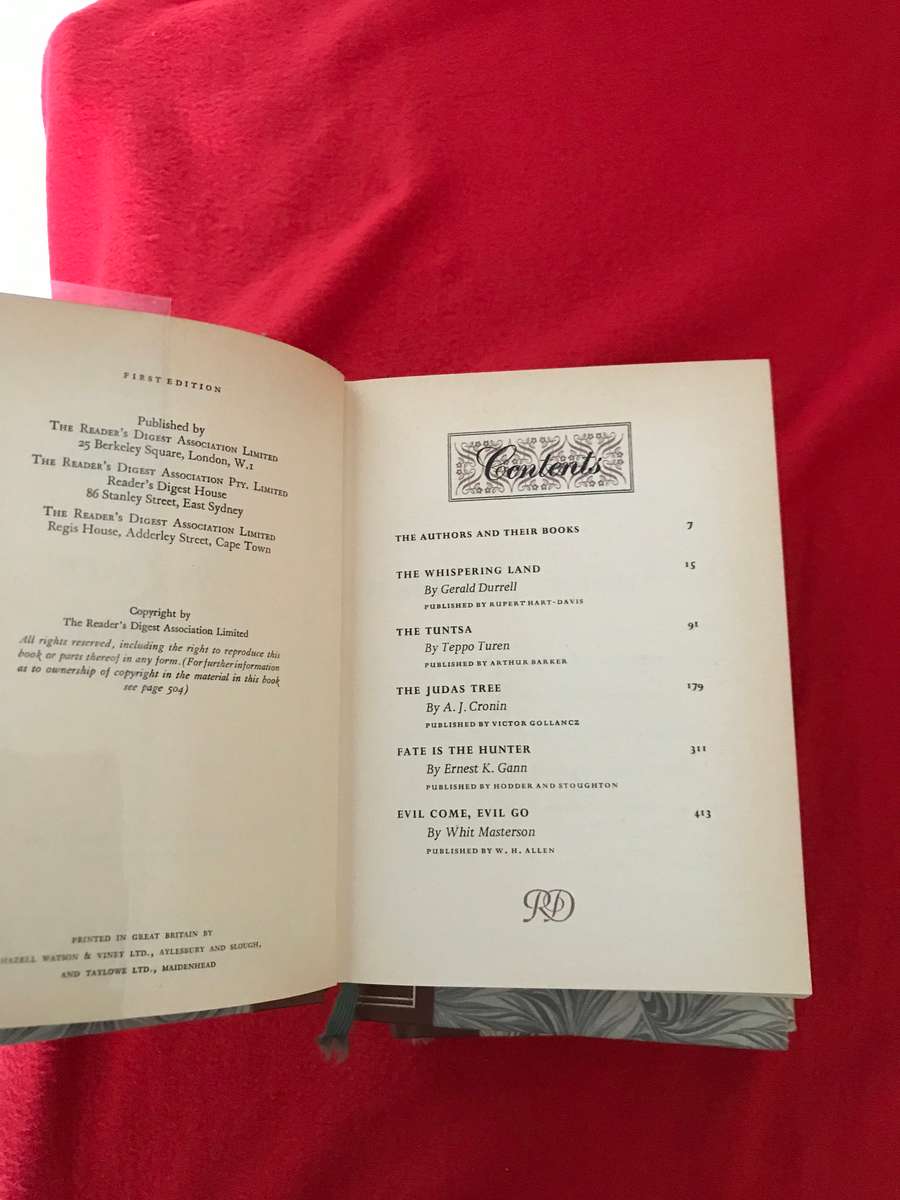 FIRST EDITION
Published by
THE READER'S DIGEST ASSOCIATION LIMITED
25 Berkeley Square, London, W.1
THE READER'S DIGEST ASSOCIATION PTY. LIMITED
Reader's Digest House
86 Stanley Street, East Sydney
THE READER'S DIGEST ASSOCIATION LIMITED
Regis House, Adderley Street, Cape Town
Copyright by
The Reader's Digest Association Limited
All rights reserved, including the right to reproduce this
book or parts thereof in any form. (For further information
as to ownership of copyright in the material in this book
see page 504)
PRINTED IN GREAT BRITAIN BY
HAZELL WATSON & VINEY LTD., AYLESBURY AND SLOUGH,
AND TAYLOWE LTD., MAIDENHEAD
Contents
THE AUTHORS AND THEIR BOOKS 7
THE WHISPERING LAND 15
By Gerald Durrell
PUBLISHED BY RUPERT HART-DAVIS
THE TUNTSA 91
By Teppo Turen
PUBLISHED BY ARTHUR BARKER
THE JUDAS TREE 179
By A. J. Cronin
PUBLISHED BY VICTOR GOLLANCZ
FATE IS THE HUNTER 311
By Ernest K. Gann
PUBLISHED BY HODDER AND STOUGHTON
EVIL COME, EVIL GO 413
By Whit Masterson
PUBLISHED BY W. H. ALLEN
RD